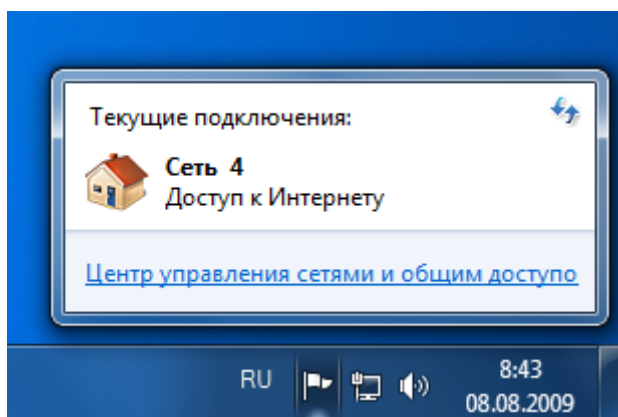 Текущие подключения:
Сеть 4
Доступ к Интернету
Центр управления сетями и общим доступо
RU
8:43
08.08.2009